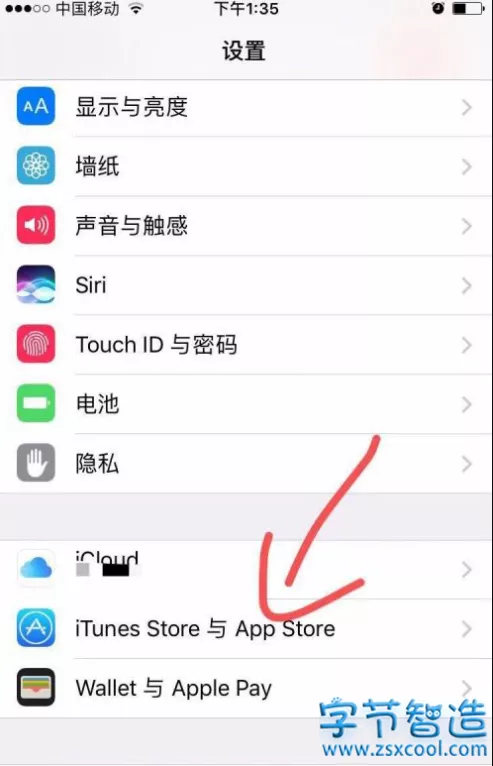 中国移动
下午1:35
设置
AA
显示与亮度
墙纸
声音与触感
Siri
Touch ID 与密码
电池
隐私
iCloud
iTunes Store 与 App Store
Wallet 与 Apple Pay
字节智造
www.zsxcool.com